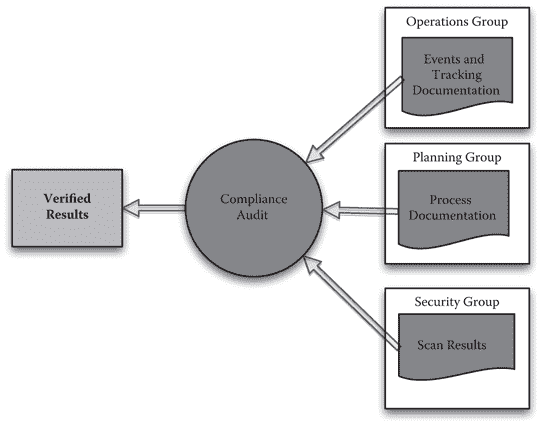 Operations Group
Events and
Tracking
Documentation
Planning Group
Process
Documentation
Security Group
Scan Results
Compliance
Audit
Verified
Results